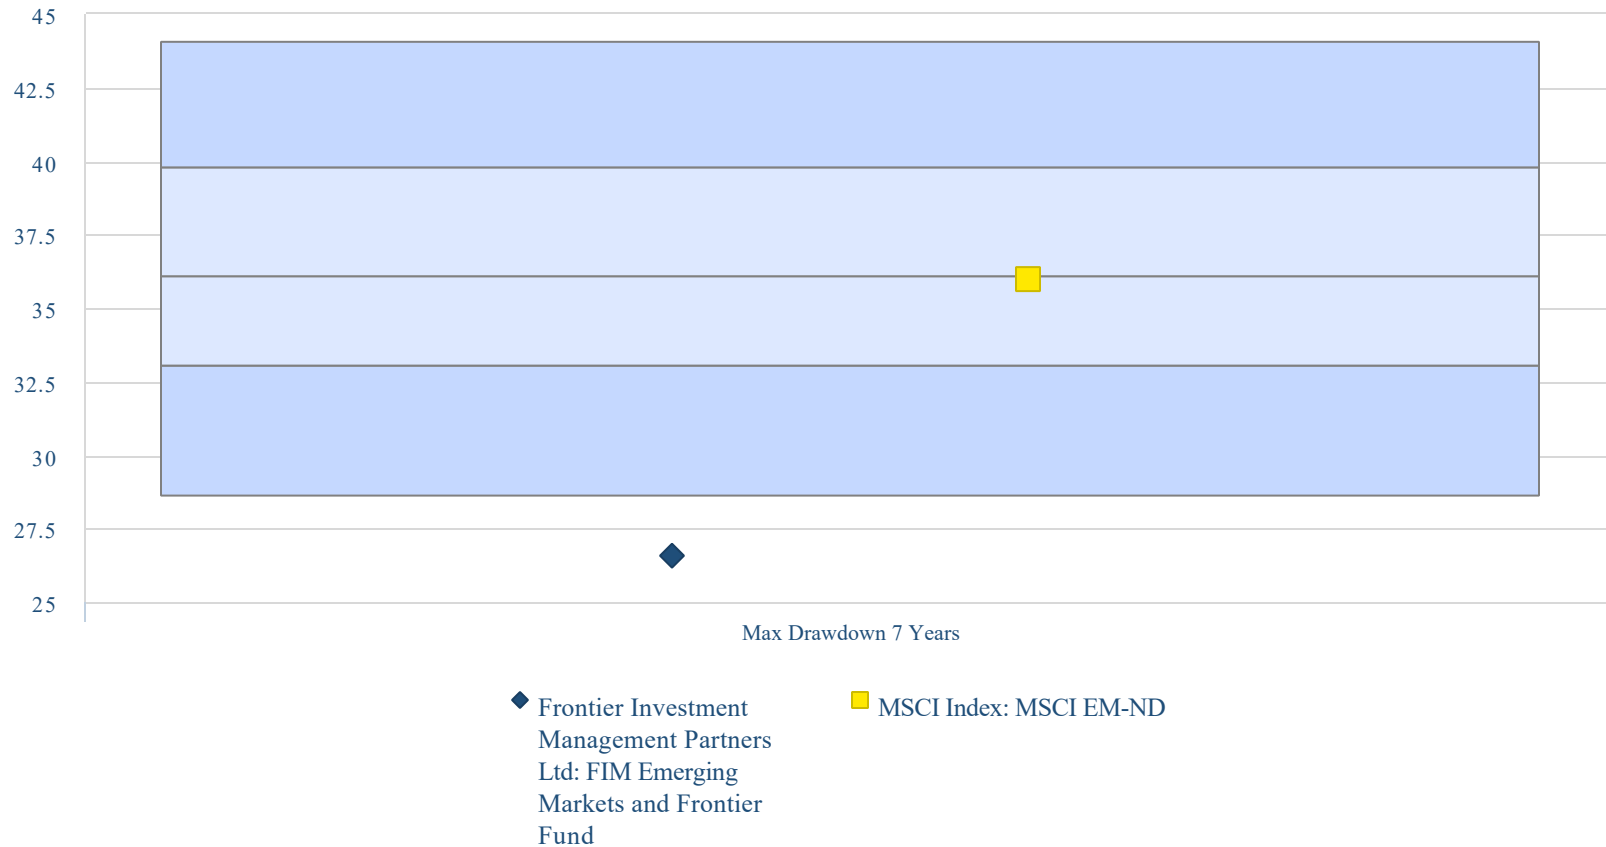 45
42.5
40
37.5
35
32.5
30
27.5
25
Max Drawdown 7 Years
Frontier Investment
Management Partners
Ltd: FIM Emerging
Markets and Frontier
Fund
MSCI Index: MSCI EM-ND